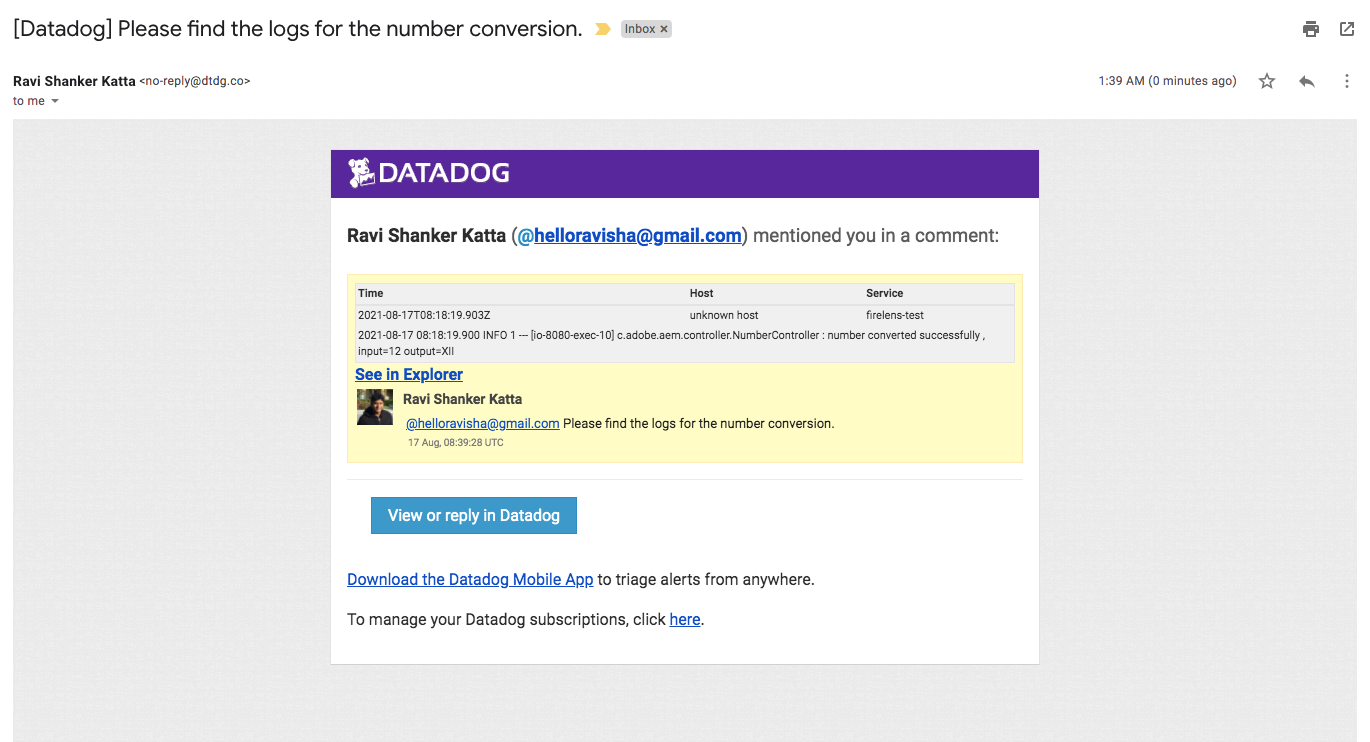 [Datadog] Please find the logs for the number conversion. Inbox ×
Ravi Shanker Katta <no-reply@dtdg.co> 1:39 AM (0 minutes ago)
to me
DATADOG
Ravi Shanker Katta (@helloravisha@gmail.com) mentioned you in a comment:
Time Host Service
2021-08-17T08:18:19.903Z unknown host firelens-test
2021-08-17 08:18:19.900 INFO 1 --- [io-8080-exec-10] c.adobe.aem.controller.NumberController : number converted successfully ,
input=12 output=XII
See in Explorer
Ravi Shanker Katta
@helloravisha@gmail.com Please find the logs for the number conversion.
17 Aug, 08:39:28 UTC
View or reply in Datadog
Download the Datadog Mobile App to triage alerts from anywhere.
To manage your Datadog subscriptions, click here.